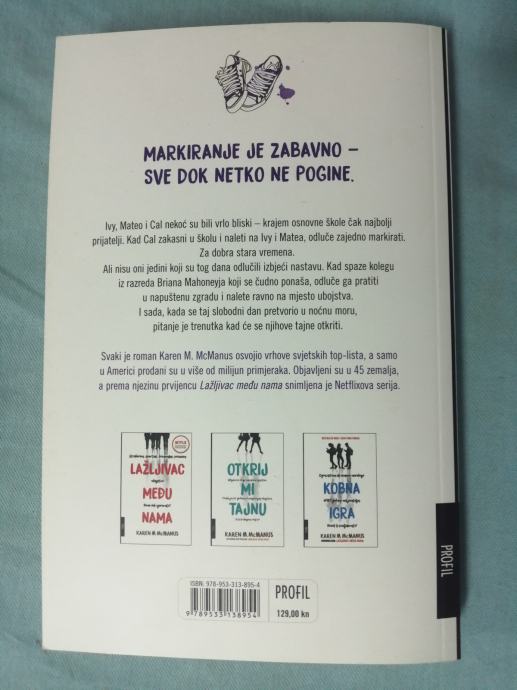 MARKIRANJE JE ZABAVNO –
SVE DOK NETKO NE POGINE.
Ivy, Mateo i Cal nekoć su bili vrlo bliski – krajem osnovne škole čak najbolji
prijatelji. Kad Cal zakasni u školu i naleti na Ivy i Matea, odluče zajedno markirati.
Za dobra stara vremena.
Ali nisu oni jedini koji su tog dana odlučili izbjeći nastavu. Kad spaze kolegu
iz razreda Briana Mahoneyja koji se čudno ponaša, odluče ga pratiti
u napuštenu zgradu i nalete ravno na mjesto ubojstva.
I sada, kada se taj slobodni dan pretvorio u noćnu moru,
pitanje je trenutka kad će se njihove tajne otkriti.
Svaki je roman Karen M. McManus osvojio vrhove svjetskih top-lista, a samo
u Americi prodani su u više od milijun primjeraka. Objavljeni su u 45 zemalja,
a prema njezinu prvijencu Lažljivac među nama snimljena je Netflixova serija.
LAŽLJIVAC
MEĐU
NAMA
KAREN M. McMANUS
OTKRIJ
MI
TAJNU
KAREN M. McMANUS
KOBNA
IGRA
KAREN M. McMANUS
ISBN: 978-953-313-895-4
9 789533 138954
PROFIL
129,00 kn
PROFIL